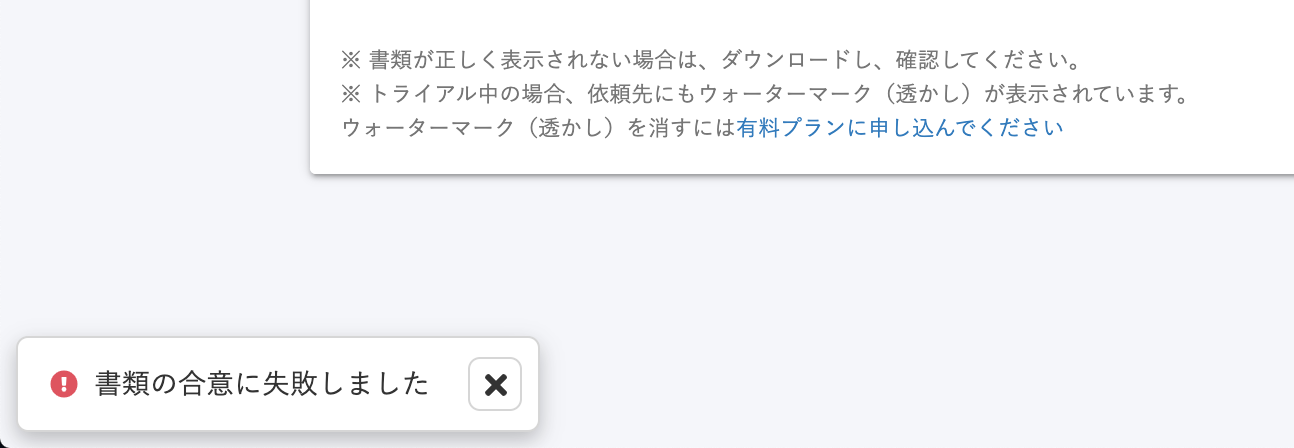 ※ 書類が正しく表示されない場合は、ダウンロードし、確認してください。
※ トライアル中の場合、依頼先にもウォーターマーク（透かし）が表示されています。
ウォーターマーク（透かし）を消すには有料プランに申し込んでください
書類の合意に失敗しました